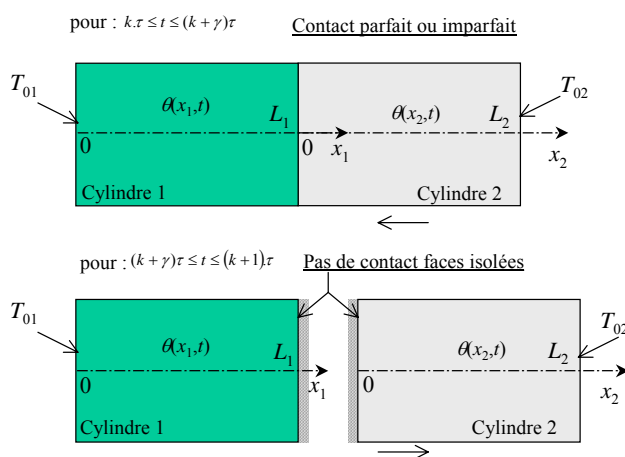 pour : k.τ ≤ t ≤ (k + γ)τ
Contact parfait ou imparfait
T01
θ(x1,t)
L1
θ(x2,t)
L2
T02
0
0
x1
x2
Cylindre 1
Cylindre 2
pour : (k + γ)τ ≤ t ≤ (k+1).τ
Pas de contact faces isolées
T01
θ(x1,t)
L1
θ(x2,t)
L2
T02
0
x1
0
x2
Cylindre 1
Cylindre 2